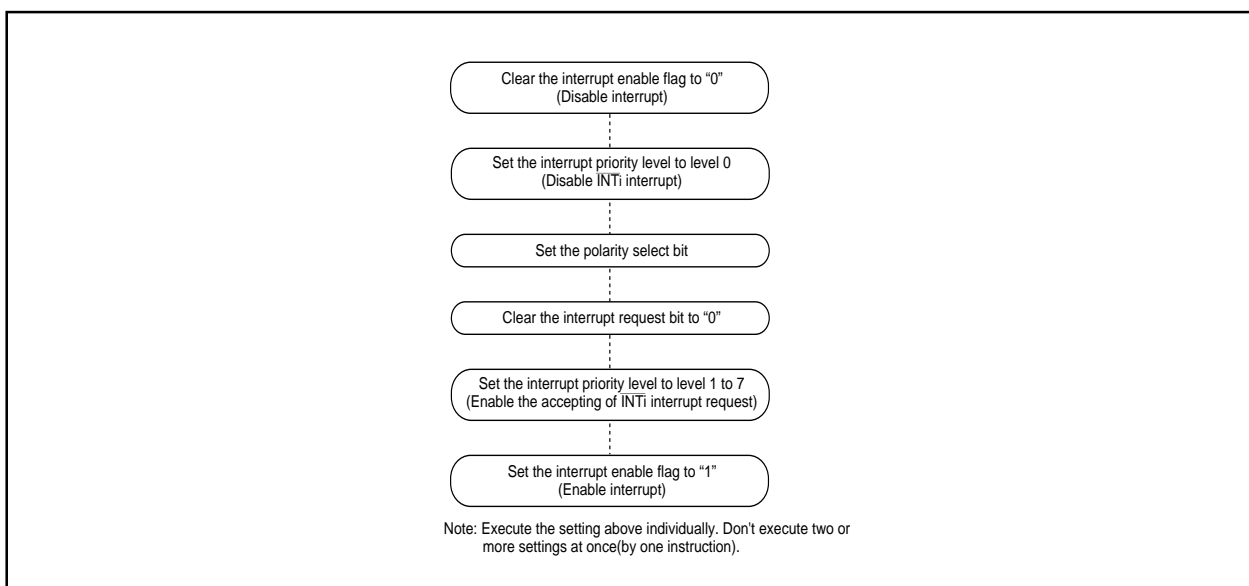 Clear the interrupt enable flag to “0”
(Disable interrupt)
Set the interrupt priority level to level 0
(Disable I̅N̅T̅i interrupt)
Set the polarity select bit
Clear the interrupt request bit to “0”
Set the interrupt priority level to level 1 to 7
(Enable the accepting of I̅N̅T̅i interrupt request)
Set the interrupt enable flag to “1”
(Enable interrupt)
Note: Execute the setting above individually. Don't execute two or
more settings at once(by one instruction).